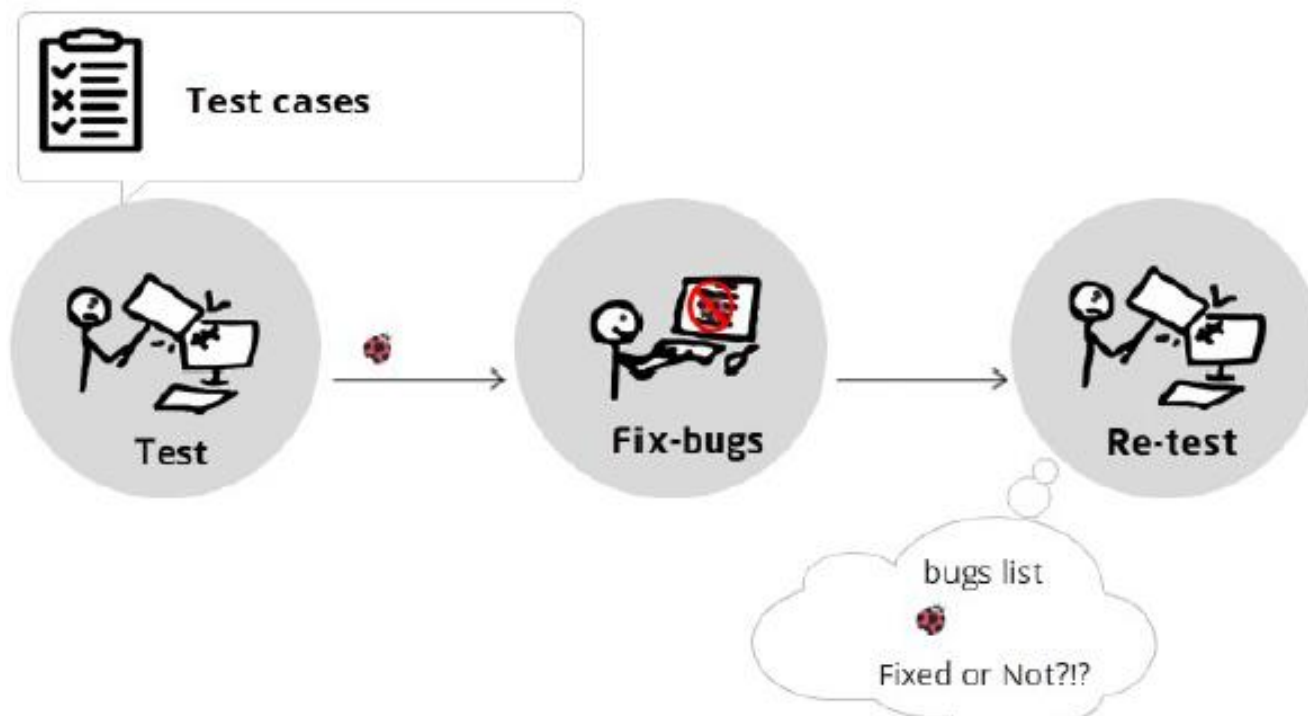 Test cases
Test
Fix-bugs
Re-test
bugs list
Fixed or Not?!?